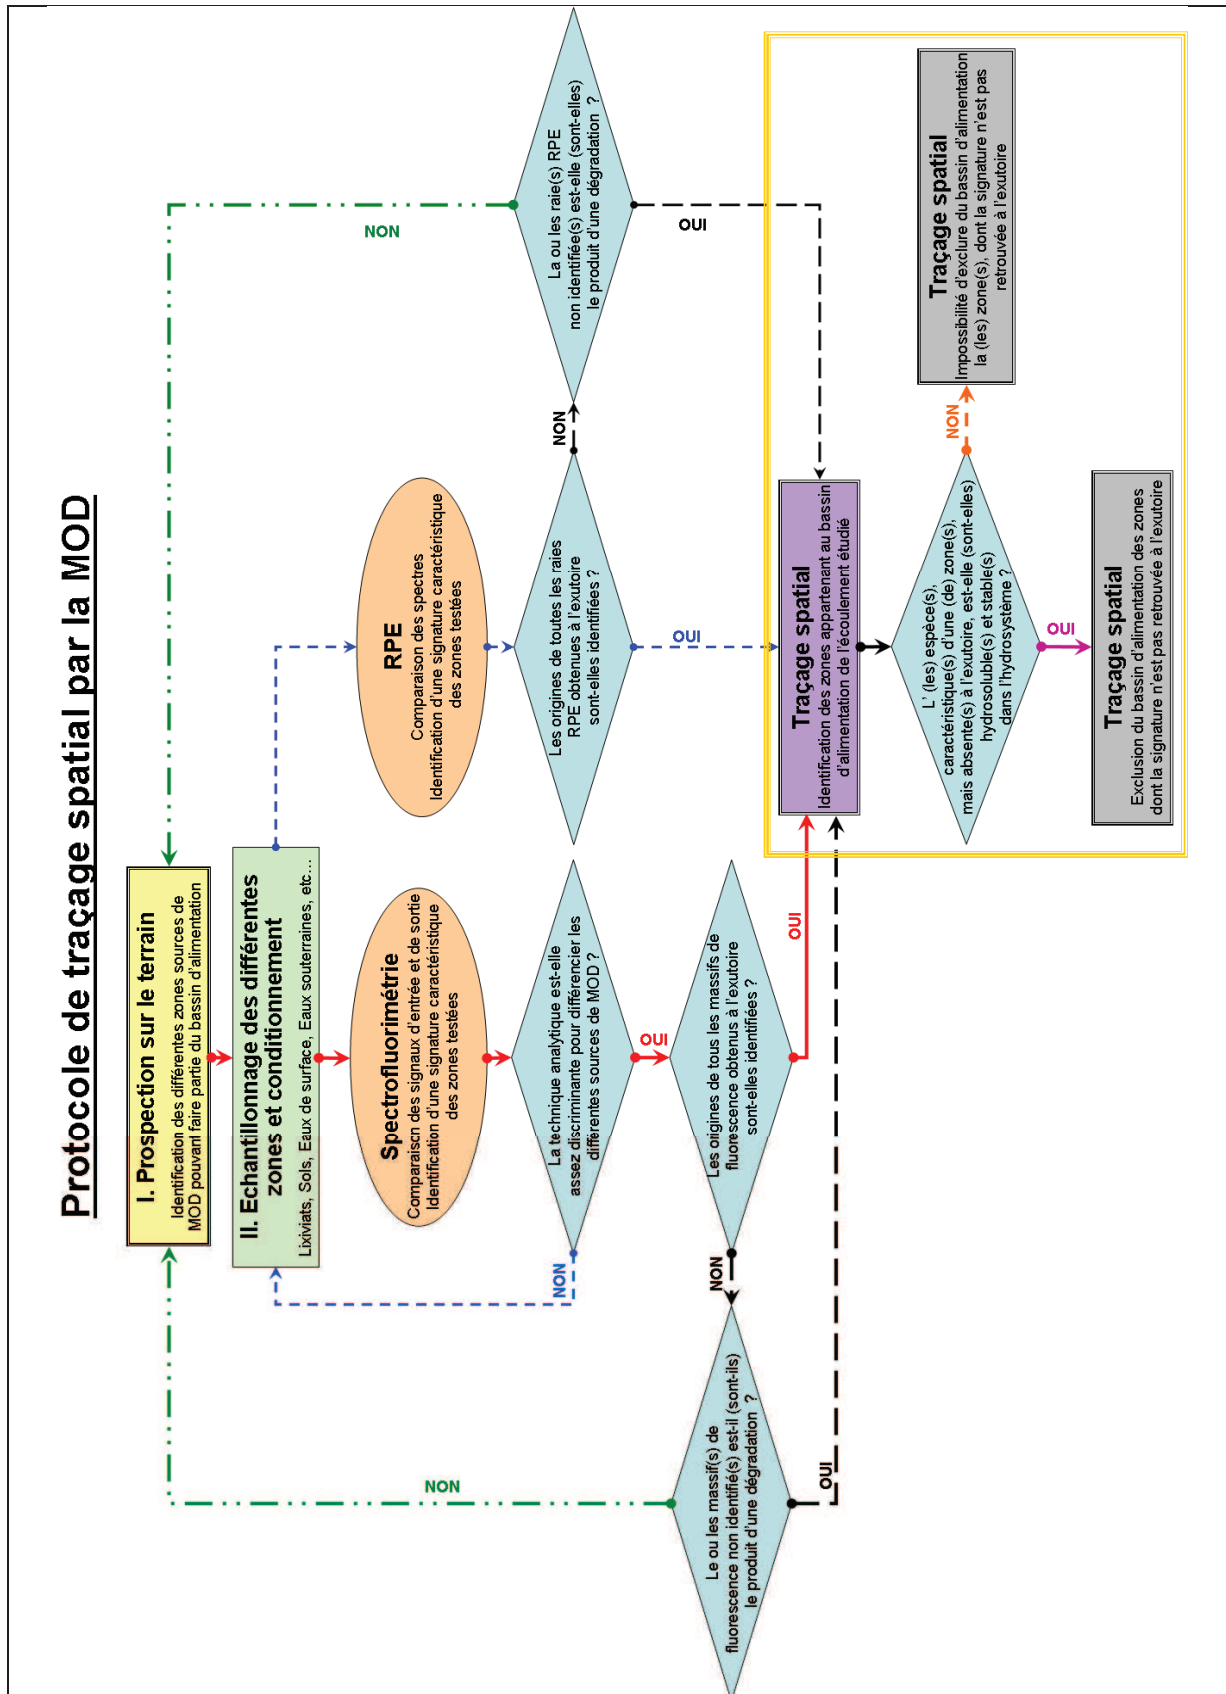 Protocole de traçage spatial par la MOD
I. Prospection sur le terrain
Identification des différentes zones sources de
MOD pouvant faire partie du bassin d'alimentation
II. Echantillonnage des différentes
zones et conditionnement
Lixiviats, Sols, Eaux de surface, Eaux souterraines, etc…
Spectrofluorimétrie
Comparaison des signaux d'entrée et de sortie
Identification d'une signature caractéristique
des zones testées
RPE
Comparaison des spectres
Identification d'une signature caractéristique
des zones testées
La technique analytique est-elle
assez discriminante pour différencier les
différentes sources de MOD ?
NON
OUI
Les origines de toutes les raies
RPE obtenues à l'exutoire
sont-elles identifiées ?
NON
OUI
La ou les raie(s) RPE
non identifiée(s) est-elle (sont-elles)
le produit d'une dégradation ?
NON
OUI
Les origines de tous les massifs de
fluorescence obtenus à l'exutoire
sont-elles identifiées ?
NON
OUI
Le ou les massif(s) de
fluorescence non identifié(s) est-il (sont-ils)
le produit d'une dégradation ?
NON
OUI
Traçage spatial
Identification des zones appartenant au bassin
d'alimentation de l'écoulement étudié
L' (les) espèce(s),
caractéristique(s) d'une (de) zone(s),
mais absente(s) à l'exutoire, est-elle (sont-elles)
hydrosoluble(s) et stable(s)
dans l'hydrosystème ?
NON
OUI
Traçage spatial
Impossibilité d'exclure du bassin d'alimentation
la (les) zone(s), dont la signature n'est pas
retrouvée à l'exutoire
Traçage spatial
Exclusion du bassin d'alimentation des zones
dont la signature n'est pas retrouvée à l'exutoire